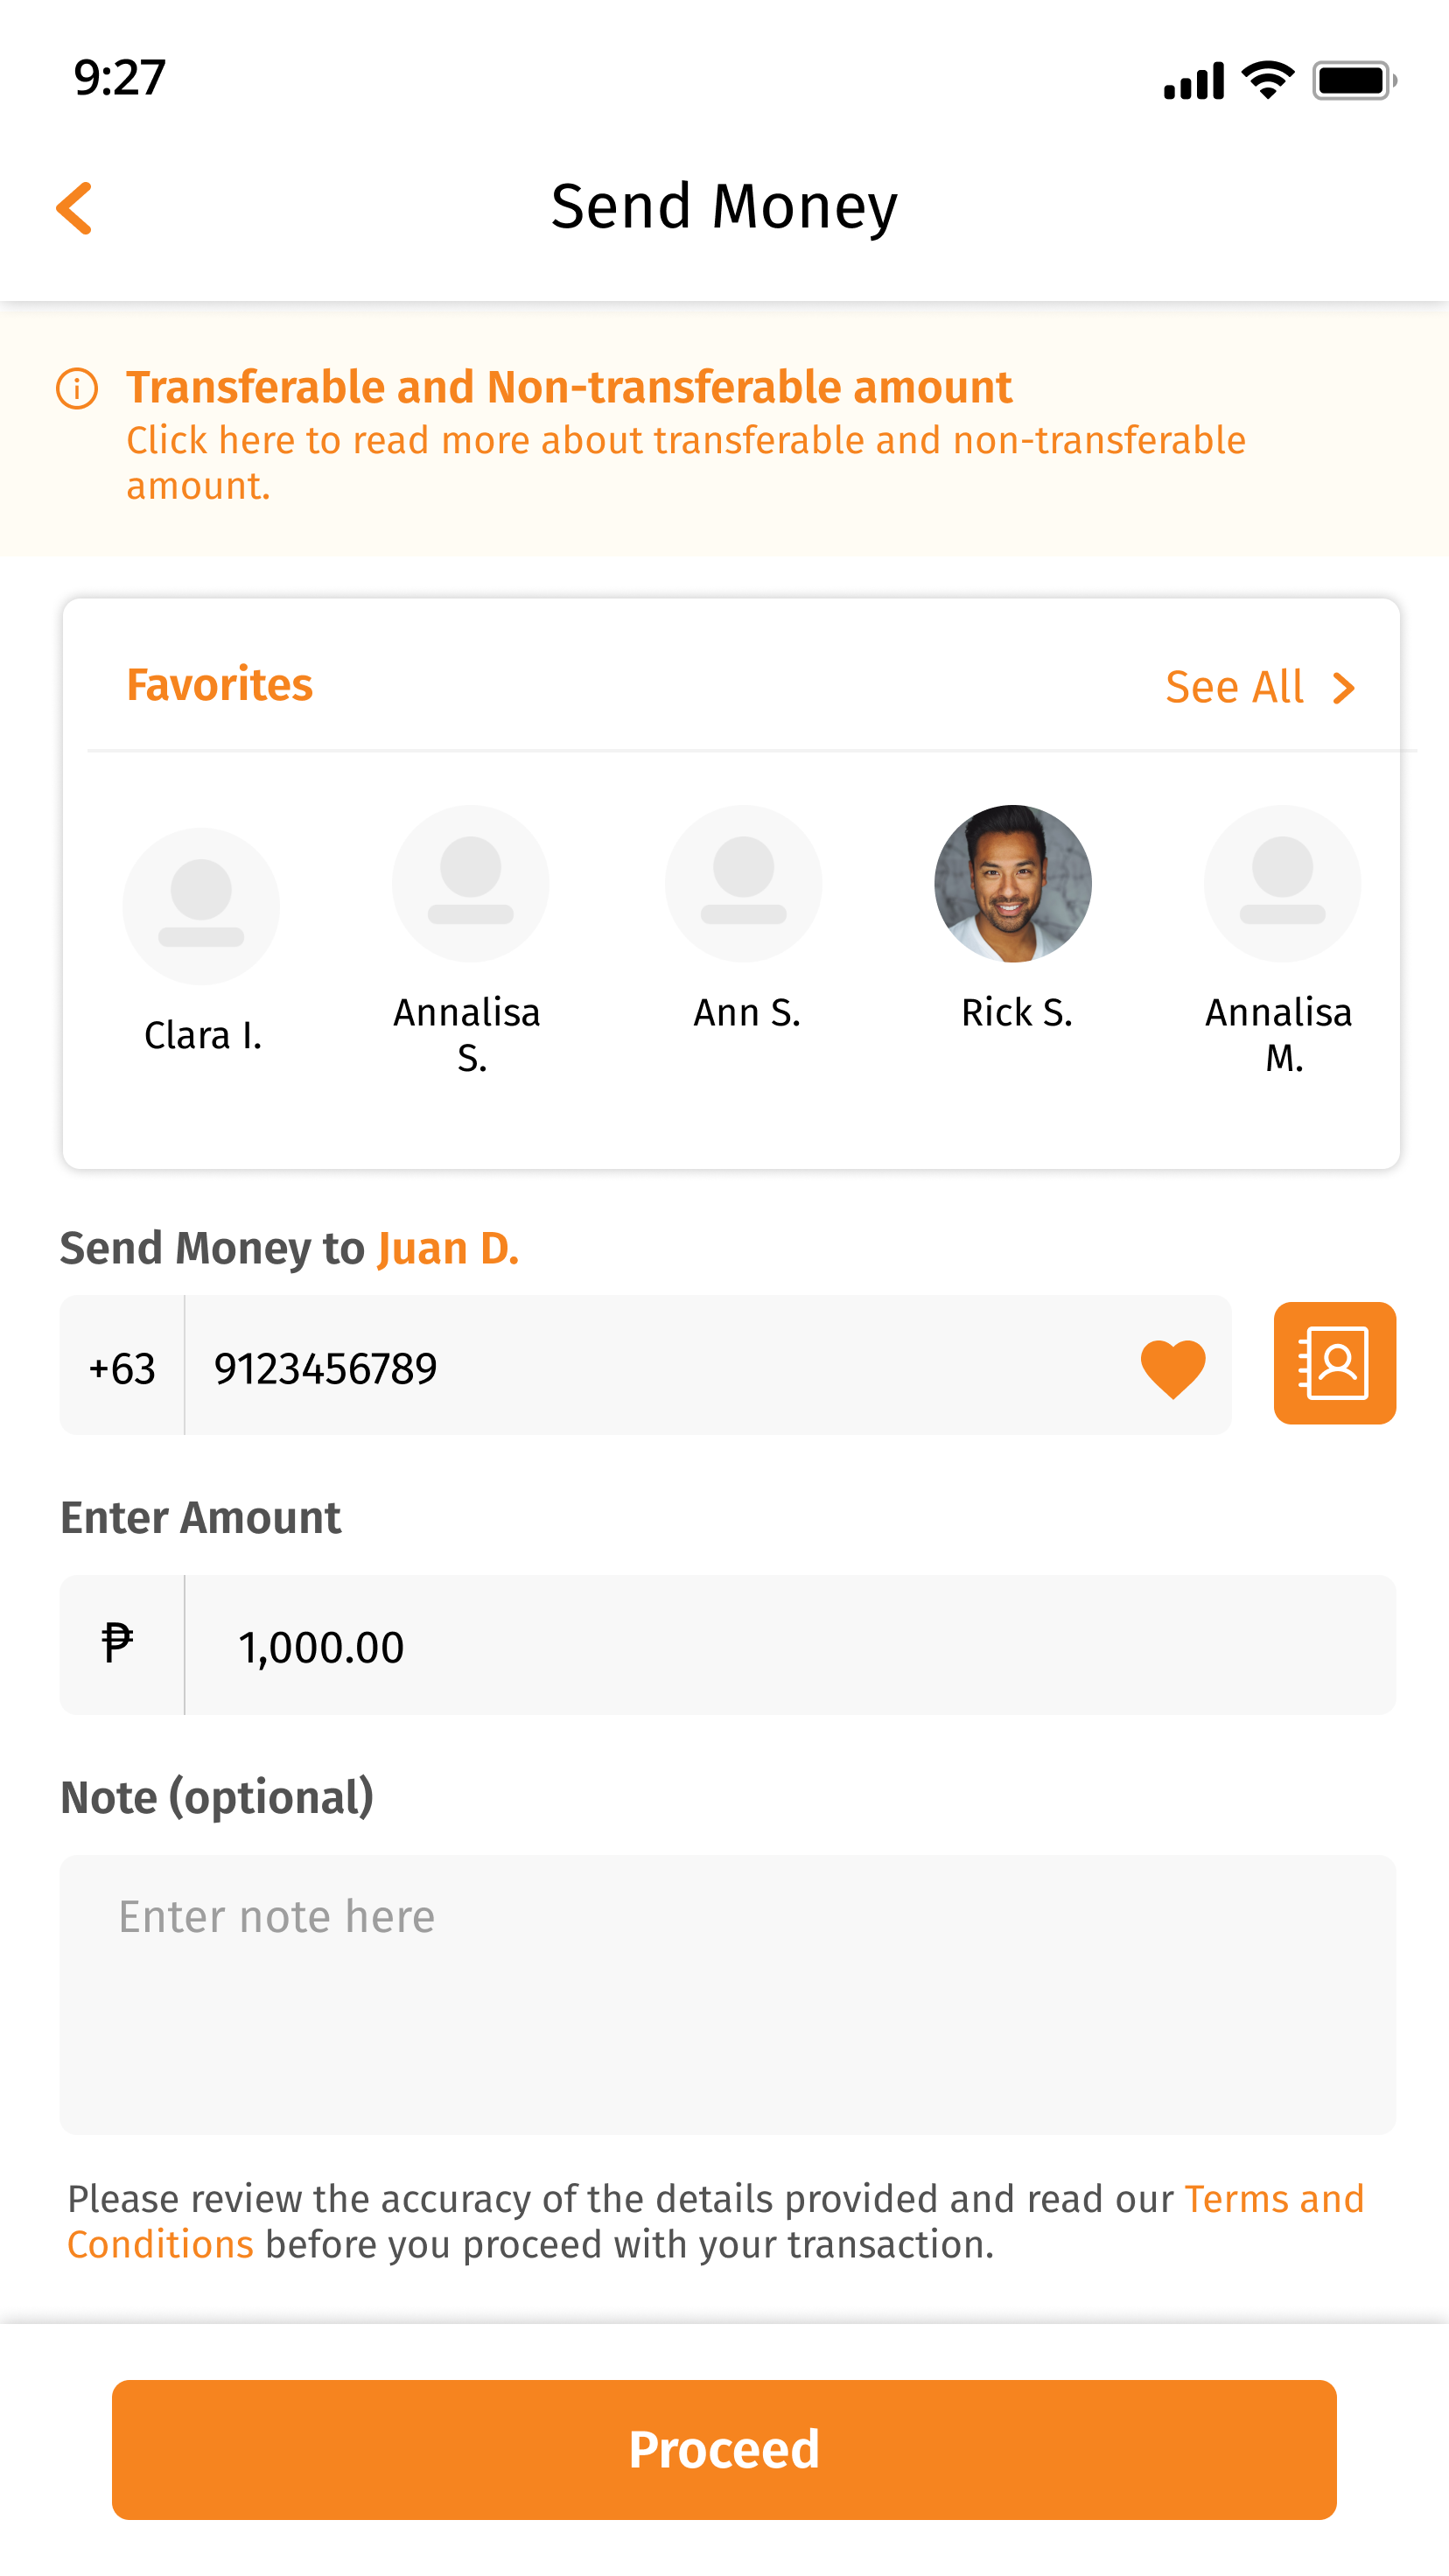 9:27
Send Money
Transferable and Non-transferable amount
Click here to read more about transferable and non-transferable
amount.
Favorites
See All
Clara I.
Annalisa
S.
Ann S.
Rick S.
Annalisa
M.
Send Money to Juan D.
+63 9123456789
Enter Amount
₱ 1,000.00
Note (optional)
Enter note here
Please review the accuracy of the details provided and read our Terms and
Conditions before you proceed with your transaction.
Proceed